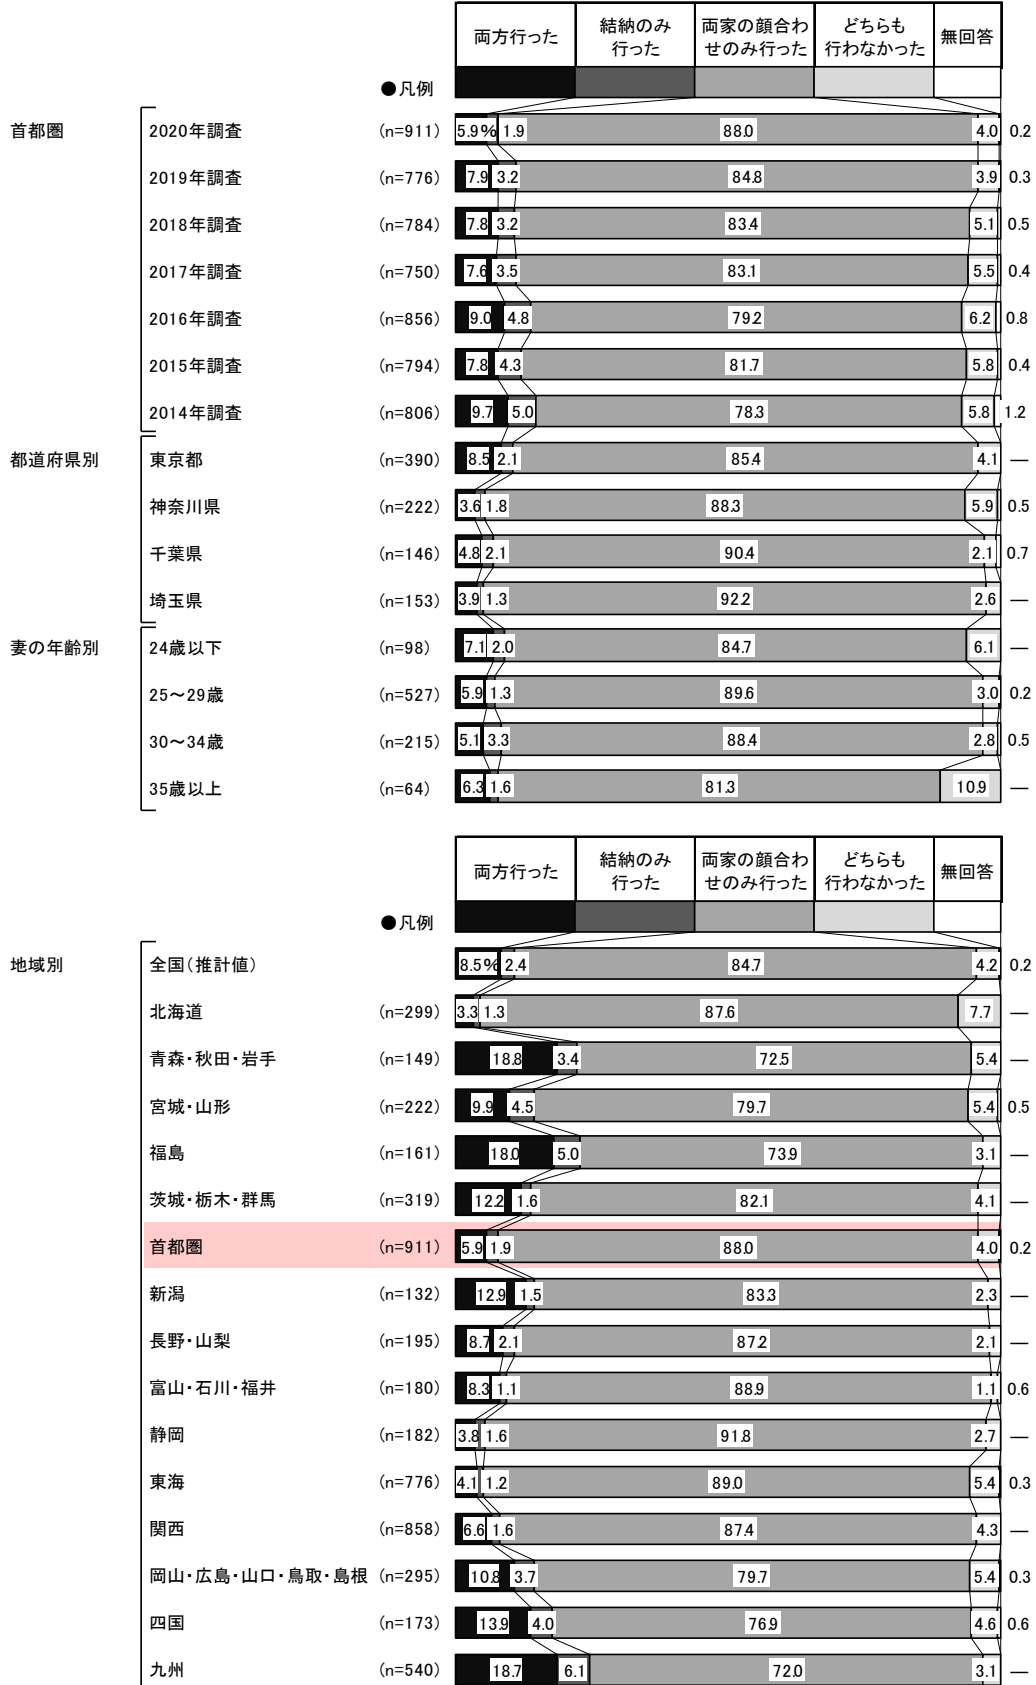 両方行った 結納のみ行った 両家の顔合わせのみ行った どちらも行わなかった 無回答
●凡例
首都圏 2020年調査 (n=911) 5.9% 1.9 88.0 4.0 0.2
2019年調査 (n=776) 7.9 3.2 84.8 3.9 0.3
2018年調査 (n=784) 7.8 3.2 83.4 5.1 0.5
2017年調査 (n=750) 7.6 3.5 83.1 5.5 0.4
2016年調査 (n=856) 9.0 4.8 79.2 6.2 0.8
2015年調査 (n=794) 7.8 4.3 81.7 5.8 0.4
2014年調査 (n=806) 9.7 5.0 78.3 5.8 1.2
都道府県別 東京都 (n=390) 8.5 2.1 85.4 4.1 ―
神奈川県 (n=222) 3.6 1.8 88.3 5.9 0.5
千葉県 (n=146) 4.8 2.1 90.4 2.1 0.7
埼玉県 (n=153) 3.9 1.3 92.2 2.6 ―
妻の年齢別 24歳以下 (n=98) 7.1 2.0 84.7 6.1 ―
25～29歳 (n=527) 5.9 1.3 89.6 3.0 0.2
30～34歳 (n=215) 5.1 3.3 88.4 2.8 0.5
35歳以上 (n=64) 6.3 1.6 81.3 10.9 ―
両方行った 結納のみ行った 両家の顔合わせのみ行った どちらも行わなかった 無回答
●凡例
地域別 全国(推計値) 8.5% 2.4 84.7 4.2 0.2
北海道 (n=299) 3.3 1.3 87.6 7.7 ―
青森・秋田・岩手 (n=149) 18.8 3.4 72.5 5.4 ―
宮城・山形 (n=222) 9.9 4.5 79.7 5.4 0.5
福島 (n=161) 18.0 5.0 73.9 3.1 ―
茨城・栃木・群馬 (n=319) 12.2 1.6 82.1 4.1 ―
首都圏 (n=911) 5.9 1.9 88.0 4.0 0.2
新潟 (n=132) 12.9 1.5 83.3 2.3 ―
長野・山梨 (n=195) 8.7 2.1 87.2 2.1 ―
富山・石川・福井 (n=180) 8.3 1.1 88.9 1.1 0.6
静岡 (n=182) 3.8 1.6 91.8 2.7 ―
東海 (n=776) 4.1 1.2 89.0 5.4 0.3
関西 (n=858) 6.6 1.6 87.4 4.3 ―
岡山・広島・山口・鳥取・島根 (n=295) 10.8 3.7 79.7 5.4 0.3
四国 (n=173) 13.9 4.0 76.9 4.6 0.6
九州 (n=540) 18.7 6.1 72.0 3.1 ―